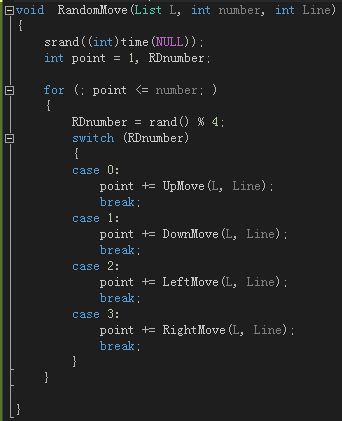 void RandomMove(List L, int number, int Line)
{
srand((int)time(NULL));
int point = 1, RDnumber;
for (; point <= number; )
{
RDnumber = rand() % 4;
switch (RDnumber)
{
case 0:
point += UpMove(L, Line);
break;
case 1:
point += DownMove(L, Line);
break;
case 2:
point += LeftMove(L, Line);
break;
case 3:
point += RightMove(L, Line);
break;
}
}
}